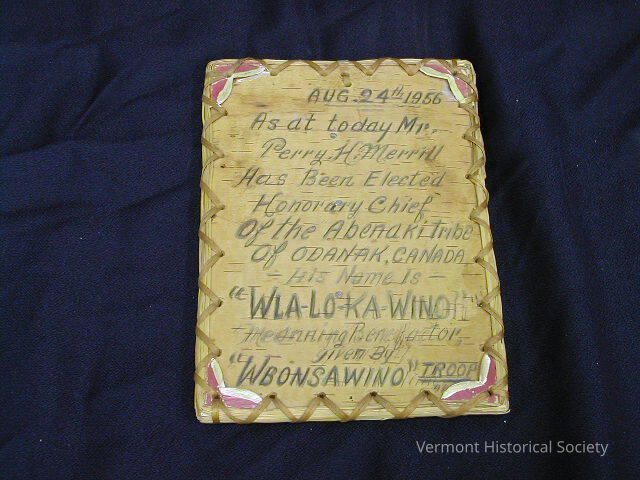 AUG. 24th 1956
As at today Mr.
Perry. H. Merrill
Has Been Elected
Honorary Chief
Of the Abenaki tribe
Of ODANAK, CANADA
- His Name Is -
"WLA-LO-KA-WINO"
Meanning Benefactor,
given By
"WBONSAWINO" TROOP
Vermont Historical Society